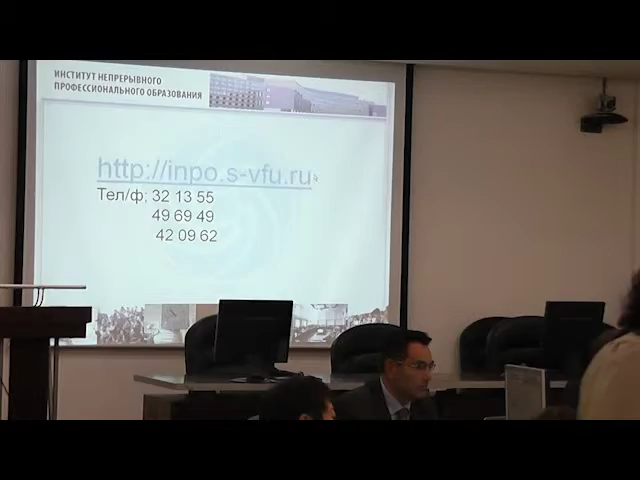 ИНСТИТУТ НЕПРЕРЫВНОГО
ПРОФЕССИОНАЛЬНОГО ОБРАЗОВАНИЯ
http://inpo.s-vfu.ru
Тел/ф; 32 13 55
49 69 49
42 09 62